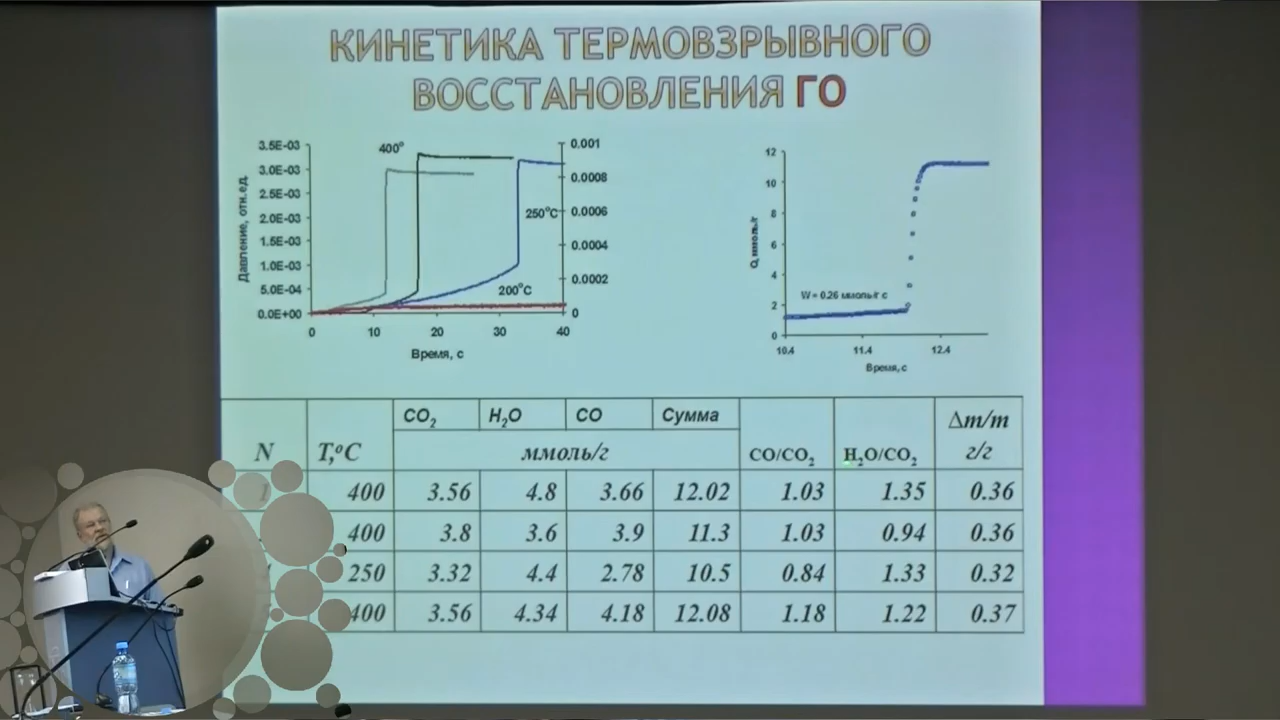 КИНЕТИКА ТЕРМОВЗРЫВНОГО
ВОССТАНОВЛЕНИЯ ГО
Давление, отн.ед.
3.5E-03
3.0E-03
2.0E-03
1.5E-03
1.0E-03
5.0E-04
0.0E+00
400°
250°C
200°C
0.001
0.0008
0.0006
0.0004
0.0002
0
0 10 20 30 40
Время, с
Q, ммоль/г
12
10
8
6
4
2
0
W = 0.26 ммоль/г с
10.4 11.4 12.4
Время, с
N T,°C CO₂ H₂O CO Сумма CO/CO₂ H₂O/CO₂ Δm/m
ммоль/г г/г
400 3.56 4.8 3.66 12.02 1.03 1.35 0.36
400 3.8 3.6 3.9 11.3 1.03 0.94 0.36
250 3.32 4.4 2.78 10.5 0.84 1.33 0.32
400 3.56 4.34 4.18 12.08 1.18 1.22 0.37